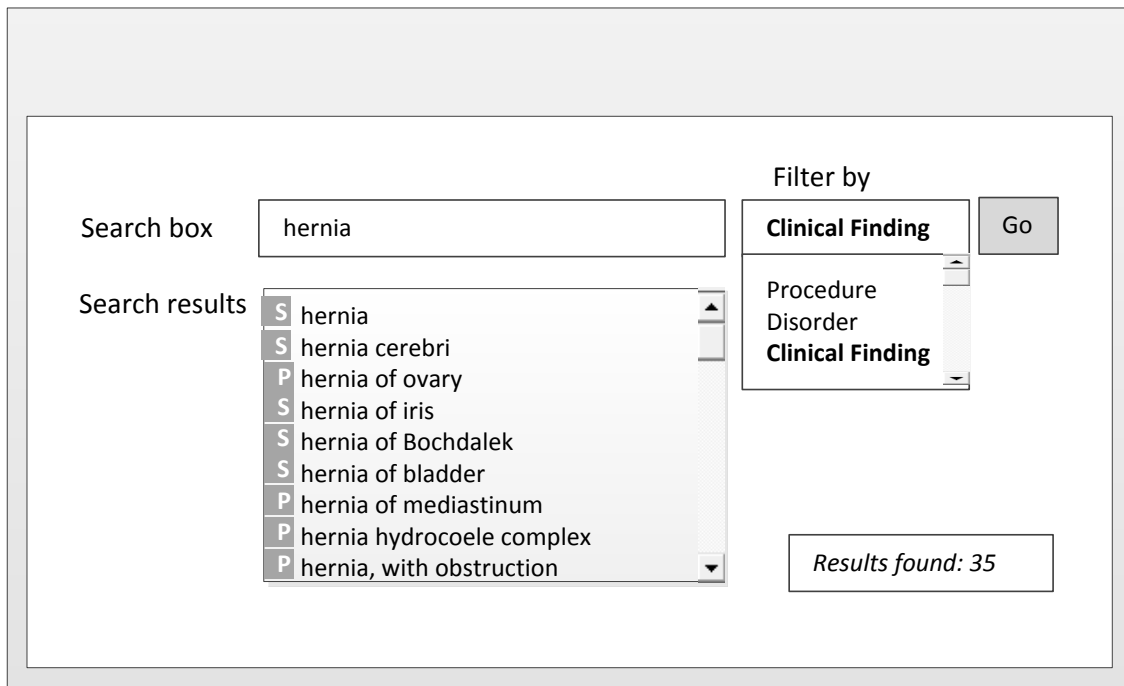 Filter by
Search box
hernia
Clinical Finding
Go
Procedure
Disorder
Clinical Finding
Search results
S hernia
S hernia cerebri
P hernia of ovary
S hernia of iris
S hernia of Bochdalek
S hernia of bladder
P hernia of mediastinum
P hernia hydrocoele complex
P hernia, with obstruction
Results found: 35